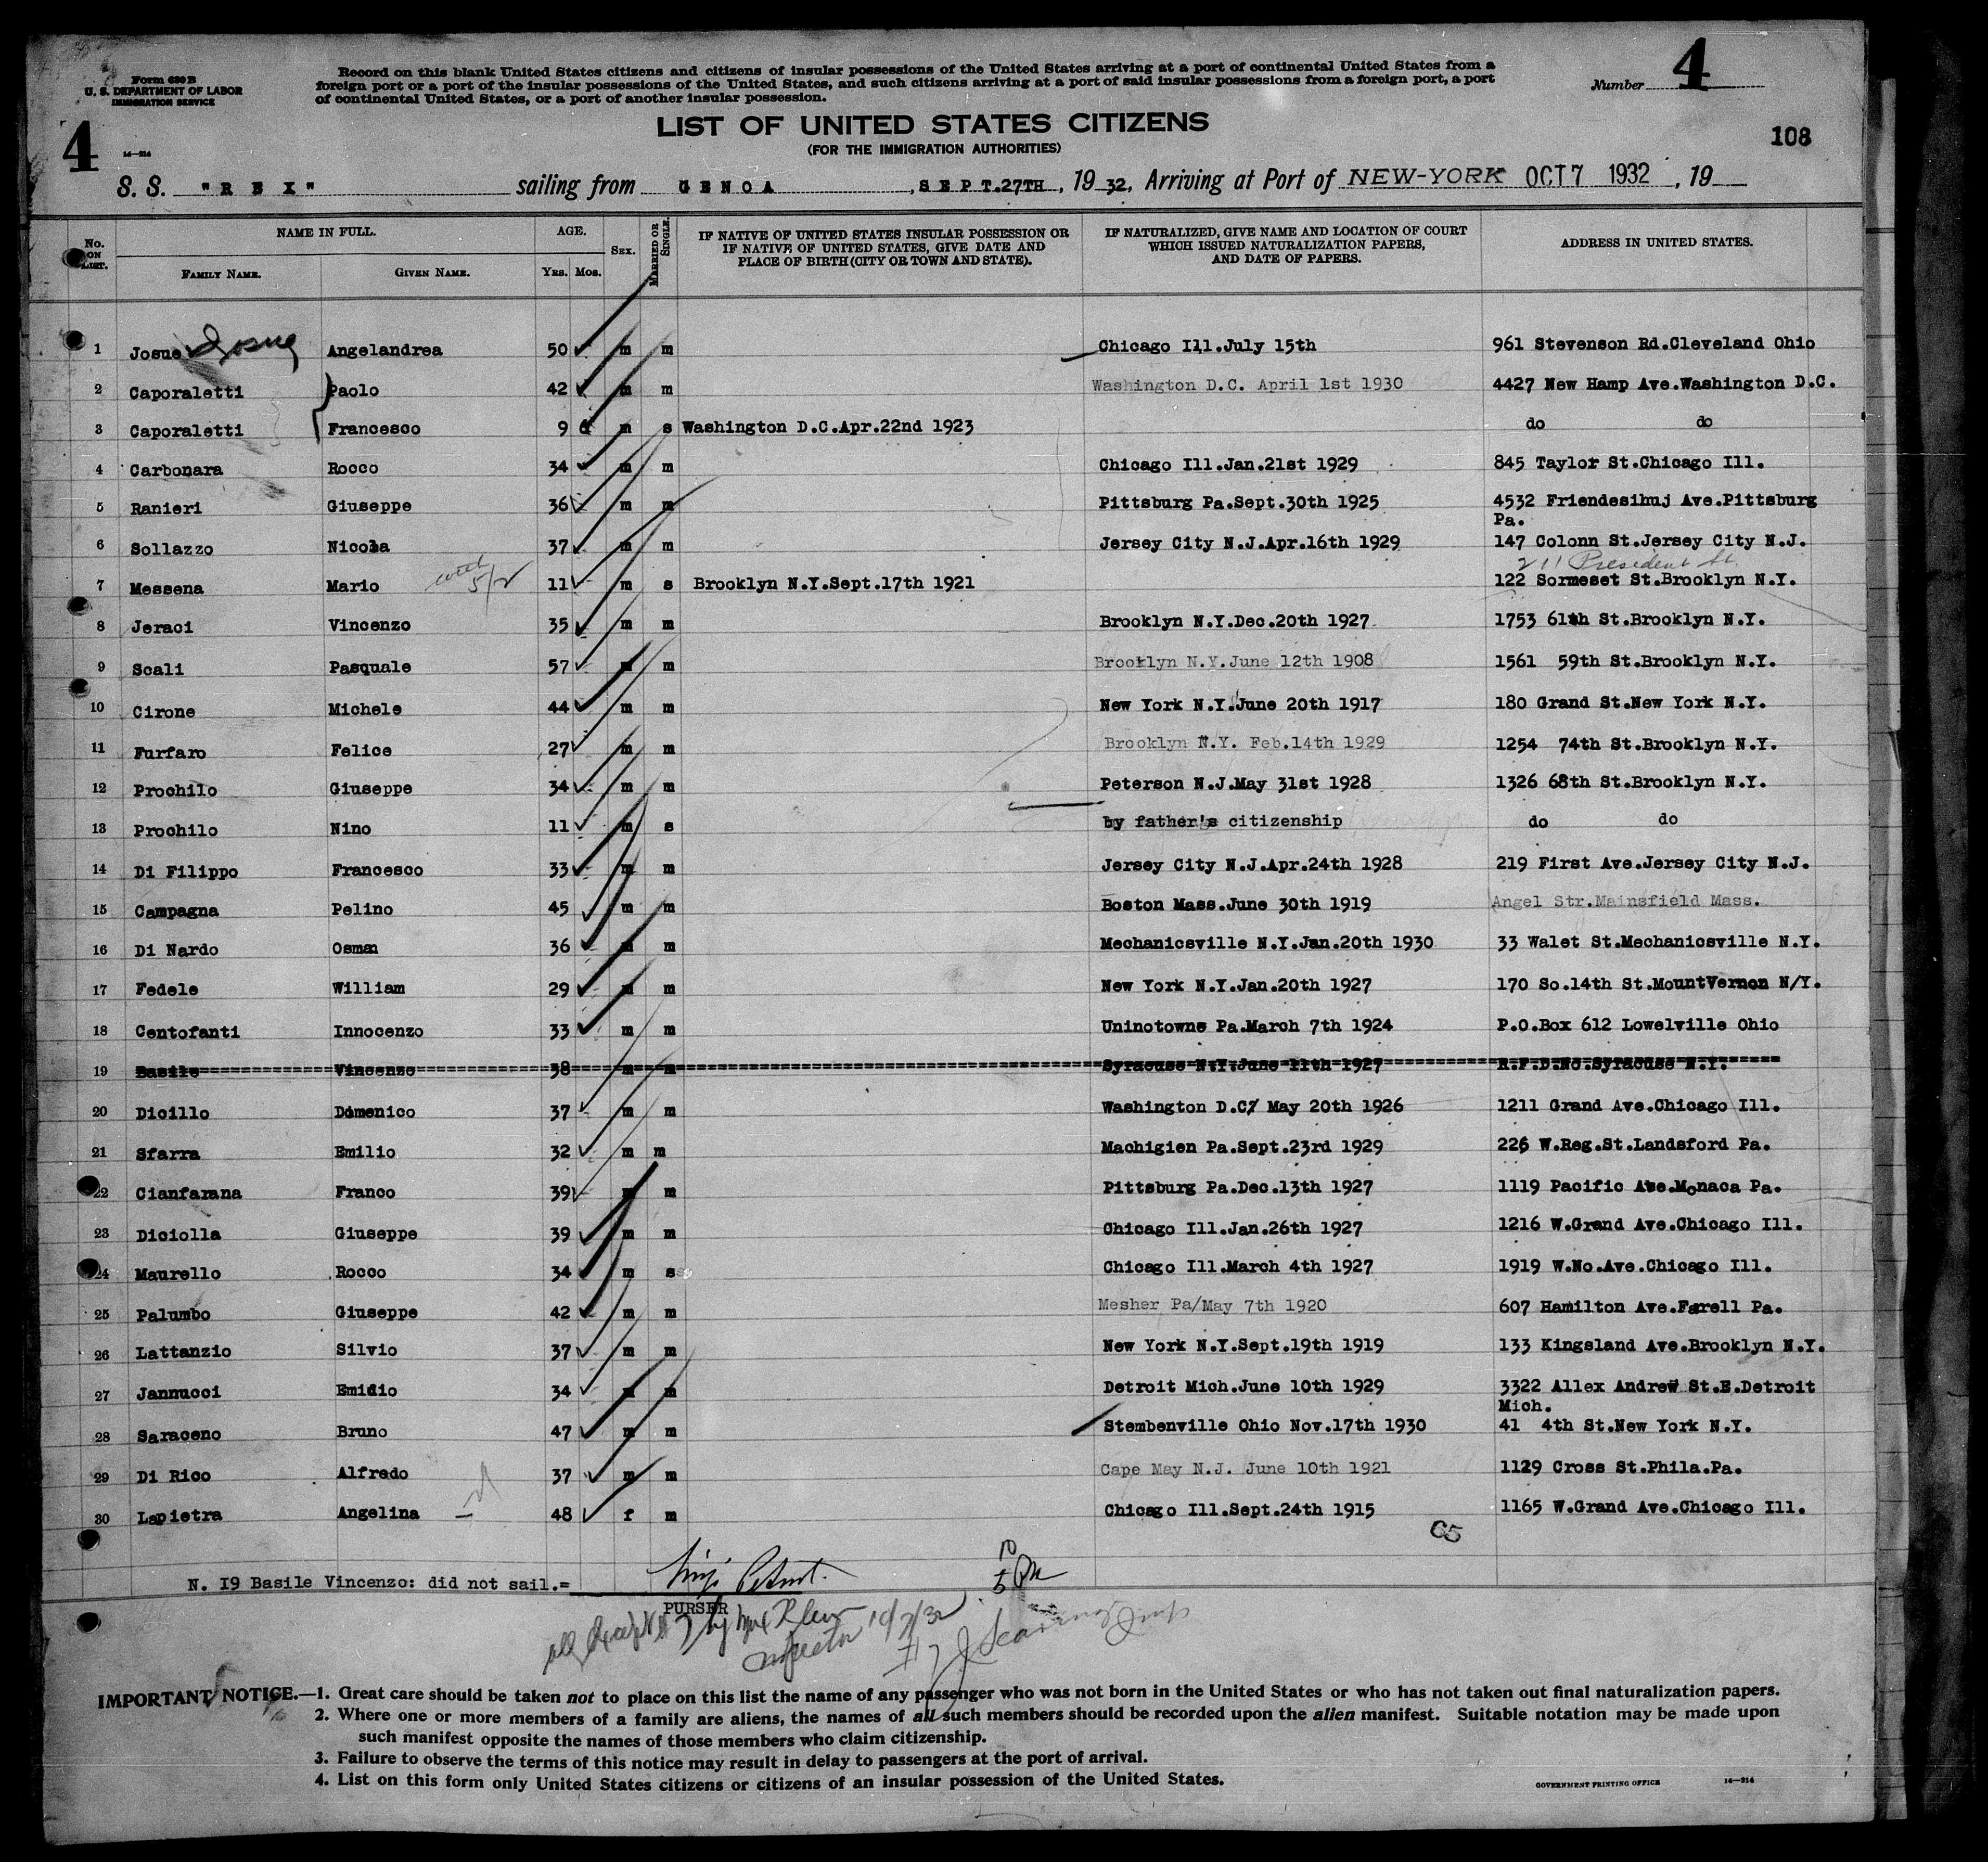 Form 630 B
U. S. DEPARTMENT OF LABOR
IMMIGRATION SERVICE
Record on this blank United States citizens and citizens of insular possessions of the United States arriving at a port of continental United States from a
foreign port or a port of the insular possessions of the United States, and such citizens arriving at a port of said insular possessions from a foreign port, a port
of continental United States, or a port of another insular possession.
Number 4
4
14—214
LIST OF UNITED STATES CITIZENS
(FOR THE IMMIGRATION AUTHORITIES)
108
S. S. "REX" sailing from GENOA, SEPT.27TH, 1932, Arriving at Port of NEW-YORK OCT 7 1932, 19
No. ON LIST. NAME IN FULL. FAMILY NAME. GIVEN NAME. AGE. YRS. MOS. SEX. MARRIED OR SINGLE. IF NATIVE OF UNITED STATES INSULAR POSSESSION OR IF NATIVE OF UNITED STATES, GIVE DATE AND PLACE OF BIRTH (CITY OR TOWN AND STATE). IF NATURALIZED, GIVE NAME AND LOCATION OF COURT WHICH ISSUED NATURALIZATION PAPERS, AND DATE OF PAPERS. ADDRESS IN UNITED STATES.
1 Josue Josue Angelandrea 50 m m Chicago Ill.July 15th 961 Stevenson Rd.Cleveland Ohio
2 Caporaletti Paolo 42 m m Washington D.C. April 1st 1930 4427 New Hamp Ave.Washington D.C.
3 Caporaletti Francesco 9 m s Washington D.C.Apr.22nd 1923 do do
4 Carbonara Rocco 34 m m Chicago Ill.Jan.21st 1929 845 Taylor St.Chicago Ill.
5 Ranieri Giuseppe 36 m m Pittsburg Pa.Sept.30th 1925 4532 Friendesihuj Ave.Pittsburg
Pa.
6 Sollazzo Nicola 37 m m Jersey City N.J.Apr.16th 1929 147 Colonn St.Jersey City N.J.
211 President St.
7 Messena Mario with 5/2 11 m s Brooklyn N.Y.Sept.17th 1921 122 Sormeset St.Brooklyn N.Y.
8 Jeraci Vincenzo 35 m m Brooklyn N.Y.Dec.20th 1927 1753 61th St.Brooklyn N.Y.
9 Scali Pasquale 57 m m Brooklyn N.Y.June 12th 1908 1561 59th St.Brooklyn N.Y.
10 Cirone Michele 44 m m New York N.Y.June 20th 1917 180 Grand St.New York N.Y.
11 Furfaro Felice 27 m m Brooklyn N.Y. Feb.14th 1929 1254 74th St.Brooklyn N.Y.
12 Prochilo Giuseppe 34 m m Peterson N.J.May 31st 1928 1326 68th St.Brooklyn N.Y.
13 Prochilo Nino 11 m s by father's citizenship do do
14 Di Filippo Francesco 33 m m Jersey City N.J.Apr.24th 1928 219 First Ave.Jersey City N.J.
15 Campagna Pelino 45 m m Boston Mass.June 30th 1919 Angel Str.Mainsfield Mass.
16 Di Nardo Osman 36 m m Mechanicsville N.Y.Jan.20th 1930 33 Walet St.Mechanicsville N.Y.
17 Fedele William 29 m m New York N.Y.Jan.20th 1927 170 So.14th St.MountVernon N/Y.
18 Centofanti Innocenzo 33 m m Uninotowns Pa.March 7th 1924 P.O.Box 612 Lowelville Ohio
19 Basile Vincenzo 38 m m Syracuse N.Y.June 11th 1927 R.F.D.No.Syracuse N.Y.
20 Dicillo Domenico 37 m m Washington D.C/ May 20th 1926 1211 Grand Ave.Chicago Ill.
21 Sfarra Emilio 32 m m Machigien Pa.Sept.23rd 1929 226 W.Reg.St.Landsford Pa.
22 Cianfarana Franco 39 m m Pittsburg Pa.Dec.13th 1927 1119 Pacific Ave.Monaca Pa.
23 Diciolla Giuseppe 39 m m Chicago Ill.Jan.26th 1927 1216 W.Grand Ave.Chicago Ill.
24 Maurello Rocco 34 m s Chicago Ill.March 4th 1927 1919 W.No.Ave.Chicago Ill.
25 Palumbo Giuseppe 42 m m Mesher Pa/May 7th 1920 607 Hamilton Ave.Farell Pa.
26 Lattanzio Silvio 37 m m New York N.Y.Sept.19th 1919 133 Kingsland Ave.Brooklyn N.Y.
27 Jannucci Emidio 34 m m Detroit Mich.June 10th 1929 3322 Allex Andrew St.E.Detroit
Mich.
28 Saraceno Bruno 47 m m Stembenville Ohio Nov.17th 1930 41 4th St.New York N.Y.
29 Di Rico Alfredo 37 m m Cape May N.J. June 10th 1921 1129 Cross St.Phila.Pa.
30 Lapietra Angelina 48 f m Chicago Ill.Sept.24th 1915 1165 W.Grand Ave.Chicago Ill.
N. 19 Basile Vincenzo: did not sail.=
PURSER
Inspector 10/7/32
IMPORTANT NOTICE.—1. Great care should be taken not to place on this list the name of any passenger who was not born in the United States or who has not taken out final naturalization papers.
2. Where one or more members of a family are aliens, the names of all such members should be recorded upon the alien manifest. Suitable notation may be made upon
such manifest opposite the names of those members who claim citizenship.
3. Failure to observe the terms of this notice may result in delay to passengers at the port of arrival.
4. List on this form only United States citizens or citizens of an insular possession of the United States.
GOVERNMENT PRINTING OFFICE 14—214